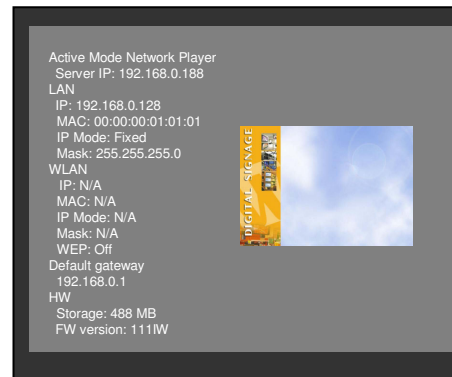 Active Mode Network Player
Server IP: 192.168.0.188
LAN
IP: 192.168.0.128
MAC: 00:00:00:01:01:01
IP Mode: Fixed
Mask: 255.255.255.0
WLAN
IP: N/A
MAC: N/A
IP Mode: N/A
Mask: N/A
WEP: Off
Default gateway
192.168.0.1
HW
Storage: 488 MB
FW version: 111IW
DIGITAL SIGNAGE